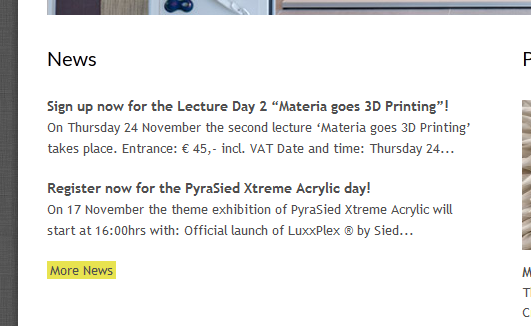 News
Sign up now for the Lecture Day 2 “Materia goes 3D Printing”!
On Thursday 24 November the second lecture ‘Materia goes 3D Printing’
takes place. Entrance: € 45,- incl. VAT Date and time: Thursday 24...
Register now for the PyraSied Xtreme Acrylic day!
On 17 November the theme exhibition of PyraSied Xtreme Acrylic will
start at 16:00hrs with: Official launch of LuxxPlex ® by Sied...
More News